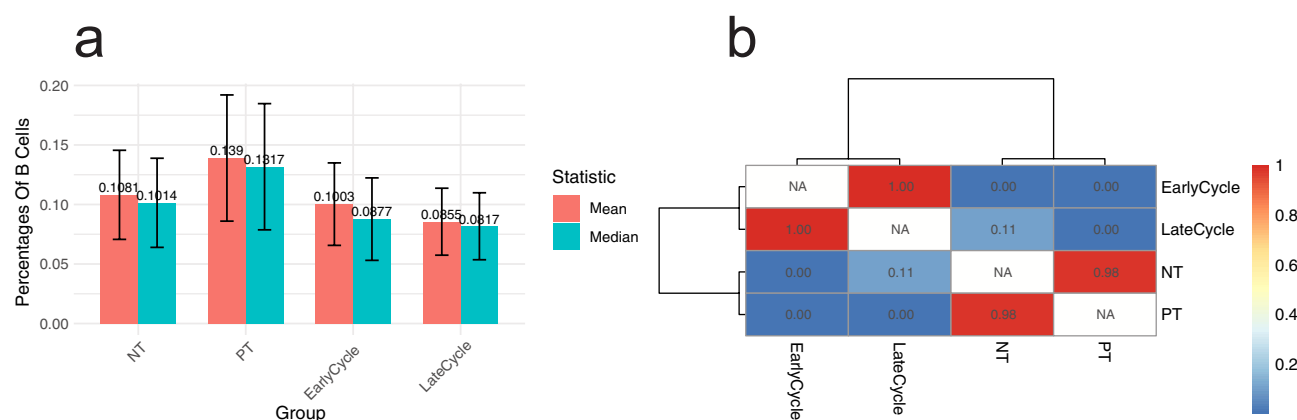 a
Percentages Of B Cells
0.20
0.15
0.10
0.05
0.00
0.1081
0.1014
0.139
0.1317
0.1003
0.0877
0.0855
0.0817
NT
PT
EarlyCycle
LateCycle
Group
Statistic
Mean
Median
b
NA 1.00 0.00 0.00 EarlyCycle
1.00 NA 0.11 0.00 LateCycle
0.00 0.11 NA 0.98 NT
0.00 0.00 0.98 NA PT
EarlyCycle
LateCycle
NT
PT
1
0.8
0.6
0.4
0.2